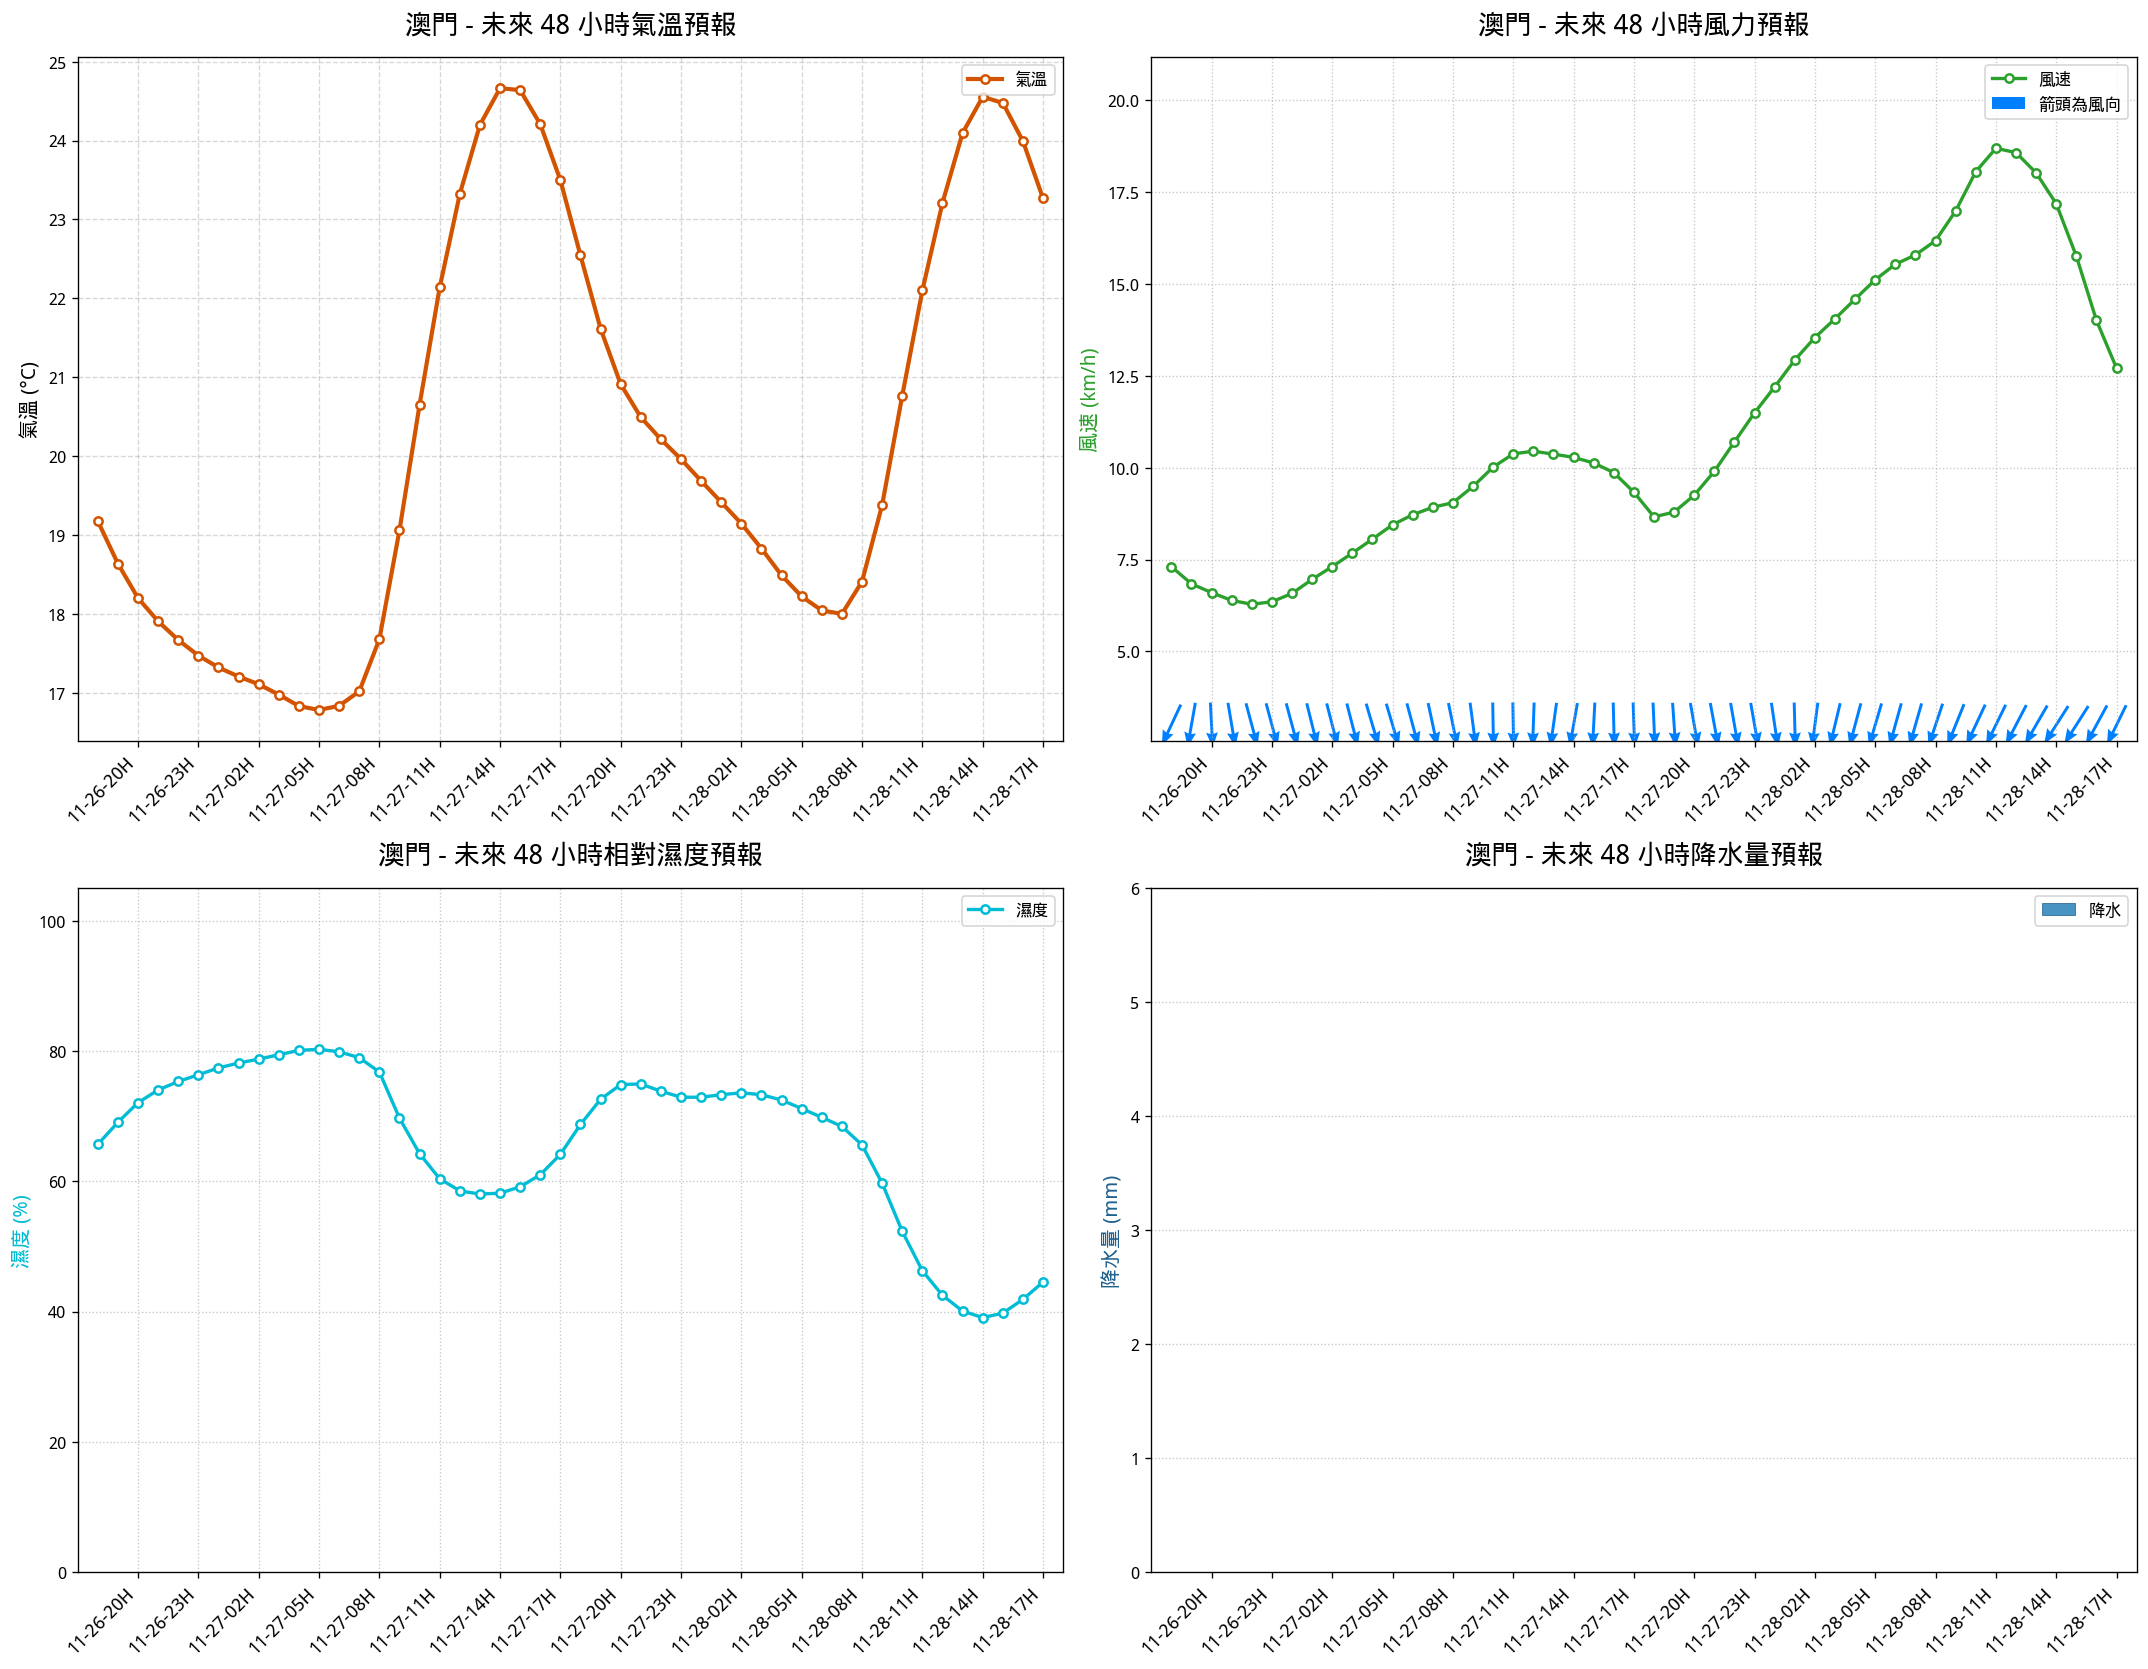 澳門 - 未來 48 小時氣溫預報
氣溫
氣溫 (°C)
25
24
23
22
21
20
19
18
17
11-26-20H
11-26-23H
11-27-02H
11-27-05H
11-27-08H
11-27-11H
11-27-14H
11-27-17H
11-27-20H
11-27-23H
11-28-02H
11-28-05H
11-28-08H
11-28-11H
11-28-14H
11-28-17H
澳門 - 未來 48 小時風力預報
風速
箭頭為風向
風速 (km/h)
20.0
17.5
15.0
12.5
10.0
7.5
5.0
11-26-20H
11-26-23H
11-27-02H
11-27-05H
11-27-08H
11-27-11H
11-27-14H
11-27-17H
11-27-20H
11-27-23H
11-28-02H
11-28-05H
11-28-08H
11-28-11H
11-28-14H
11-28-17H
澳門 - 未來 48 小時相對濕度預報
濕度
濕度 (%)
100
80
60
40
20
0
11-26-20H
11-26-23H
11-27-02H
11-27-05H
11-27-08H
11-27-11H
11-27-14H
11-27-17H
11-27-20H
11-27-23H
11-28-02H
11-28-05H
11-28-08H
11-28-11H
11-28-14H
11-28-17H
澳門 - 未來 48 小時降水量預報
降水
降水量 (mm)
6
5
4
3
2
1
0
11-26-20H
11-26-23H
11-27-02H
11-27-05H
11-27-08H
11-27-11H
11-27-14H
11-27-17H
11-27-20H
11-27-23H
11-28-02H
11-28-05H
11-28-08H
11-28-11H
11-28-14H
11-28-17H